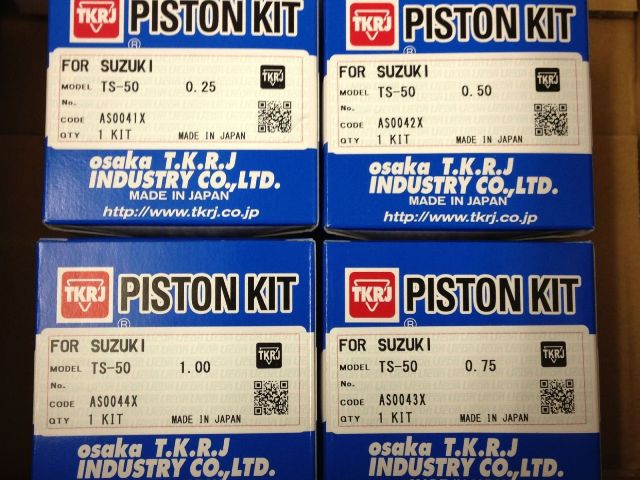 TKRJ PISTON KIT
®
FOR SUZUKI
MODEL TS-50 0.25
TKRJ
No.
CODE AS0041X
QTY 1 KIT MADE IN JAPAN
osaka T.K.R.J
INDUSTRY CO.,LTD.
MADE IN JAPAN
http://www.tkrj.co.jp
TKRJ PISTON KIT
®
FOR SUZUKI
MODEL TS-50 0.50
TKRJ
No.
CODE AS0042X
QTY 1 KIT MADE IN JAPAN
osaka T.K.R.J
INDUSTRY CO.,LTD.
MADE IN JAPAN
http://www.tkrj.co.jp
TKRJ PISTON KIT
®
FOR SUZUKI
MODEL TS-50 1.00
TKRJ
No.
CODE AS0044X
QTY 1 KIT MADE IN JAPAN
osaka T.K.R.J
INDUSTRY CO.,LTD.
TKRJ PISTON KIT
®
FOR SUZUKI
MODEL TS-50 0.75
TKRJ
No.
CODE AS0043X
QTY 1 KIT MADE IN JAPAN
osaka T.K.R.J
INDUSTRY CO.,LTD.